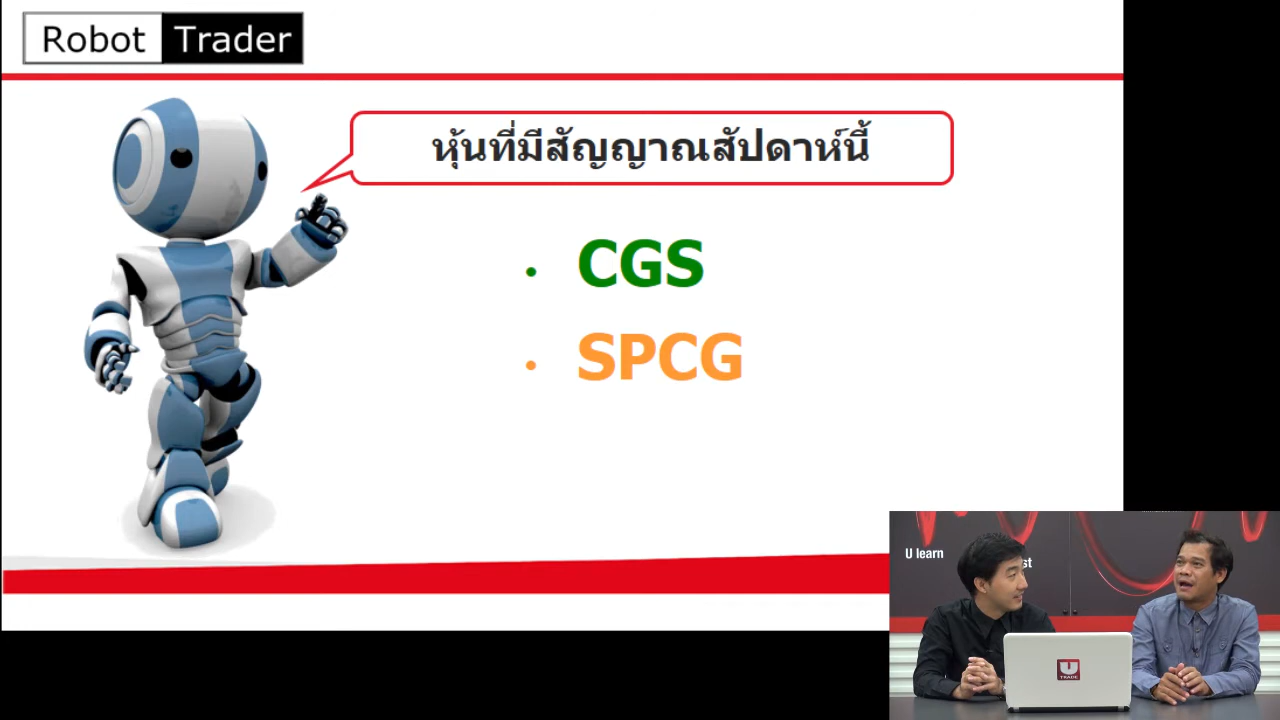 Robot Trader
หุ้นที่มีสัญญาณสัปดาห์นี้
• CGS
• SPCG
U learn
st
U
TRADE